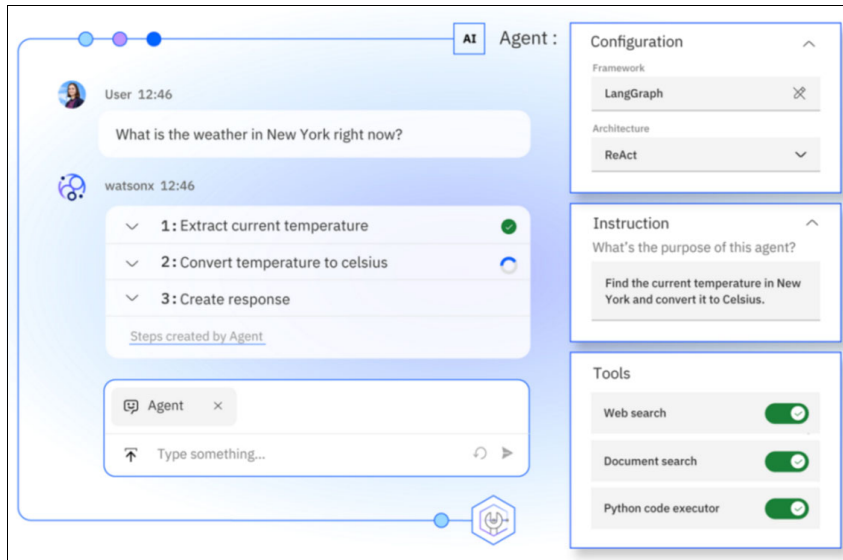 AI Agent :
User 12:46
What is the weather in New York right now?
watsonx 12:46
1: Extract current temperature
2: Convert temperature to celsius
3: Create response
Steps created by Agent
Agent
Type something...
Configuration
Framework
LangGraph
Architecture
ReAct
Instruction
What's the purpose of this agent?
Find the current temperature in New
York and convert it to Celsius.
Tools
Web search
Document search
Python code executor